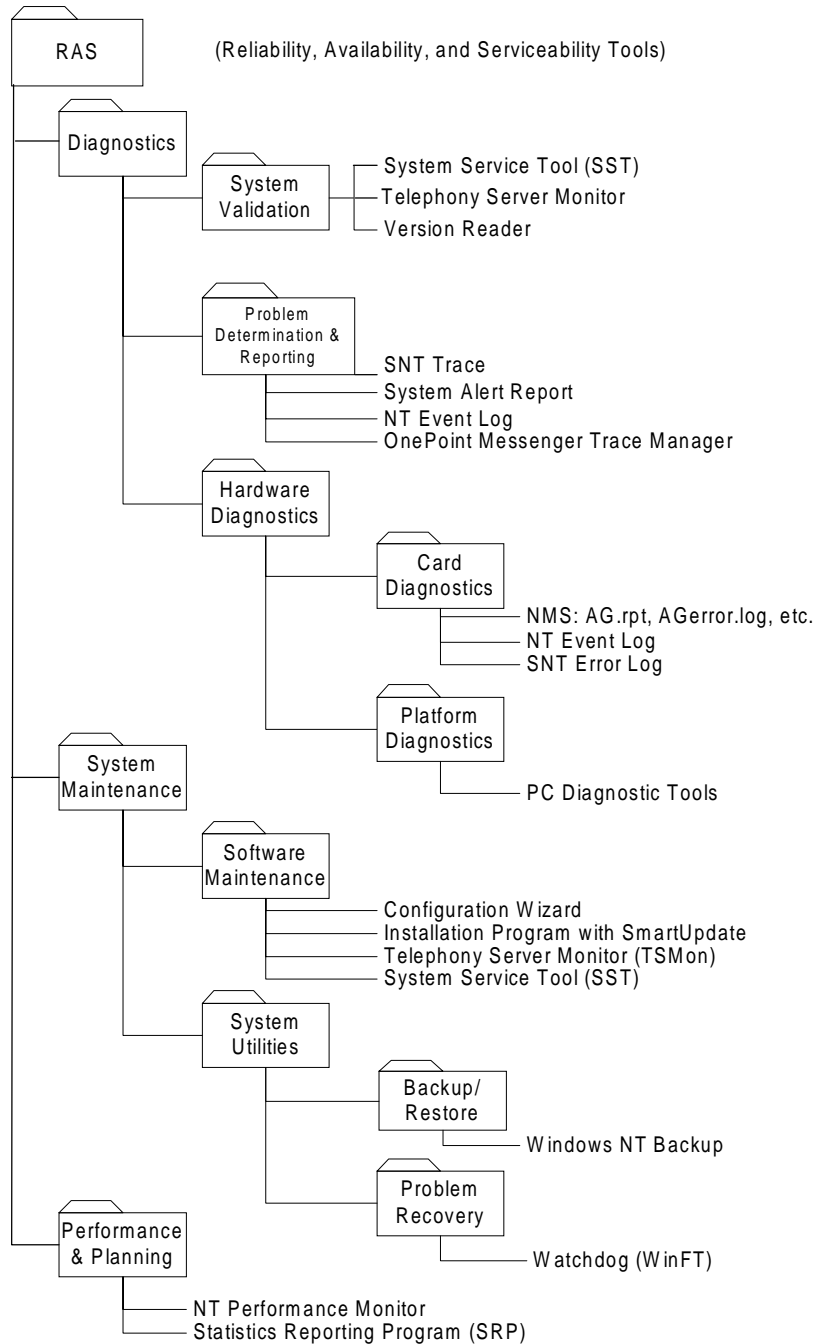 RAS
(Reliability, Availability, and Serviceability Tools)
Diagnostics
System
Validation
System Service Tool (SST)
Telephony Server Monitor
Version Reader
Problem
Determination &
Reporting
SNT Trace
System Alert Report
NT Event Log
OnePoint Messenger Trace Manager
Hardware
Diagnostics
Card
Diagnostics
NMS: AG.rpt, AGerror.log, etc.
NT Event Log
SNT Error Log
Platform
Diagnostics
PC Diagnostic Tools
System
Maintenance
Software
Maintenance
Configuration Wizard
Installation Program with SmartUpdate
Telephony Server Monitor (TSMon)
System Service Tool (SST)
System
Utilities
Backup/
Restore
Windows NT Backup
Problem
Recovery
Watchdog (WinFT)
Performance
& Planning
NT Performance Monitor
Statistics Reporting Program (SRP)